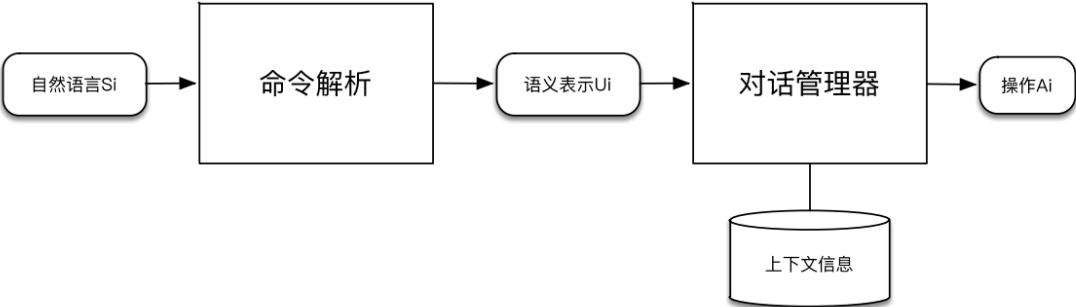 自然语言Si
命令解析
语义表示Ui
对话管理器
操作Ai
上下文信息